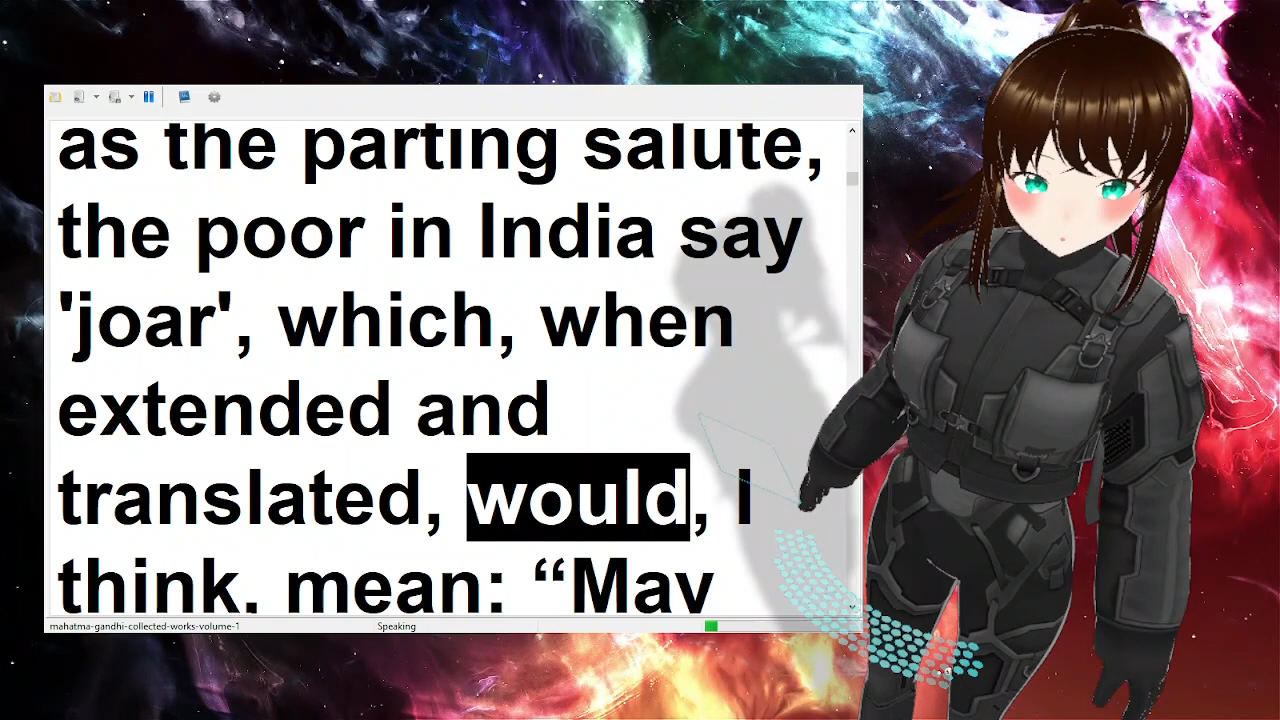 as the parting salute,
the poor in India say
'joar', which, when
extended and
translated, would, I
think, mean: “May
mahatma-gandhi-collected-works-volume-1
Speaking